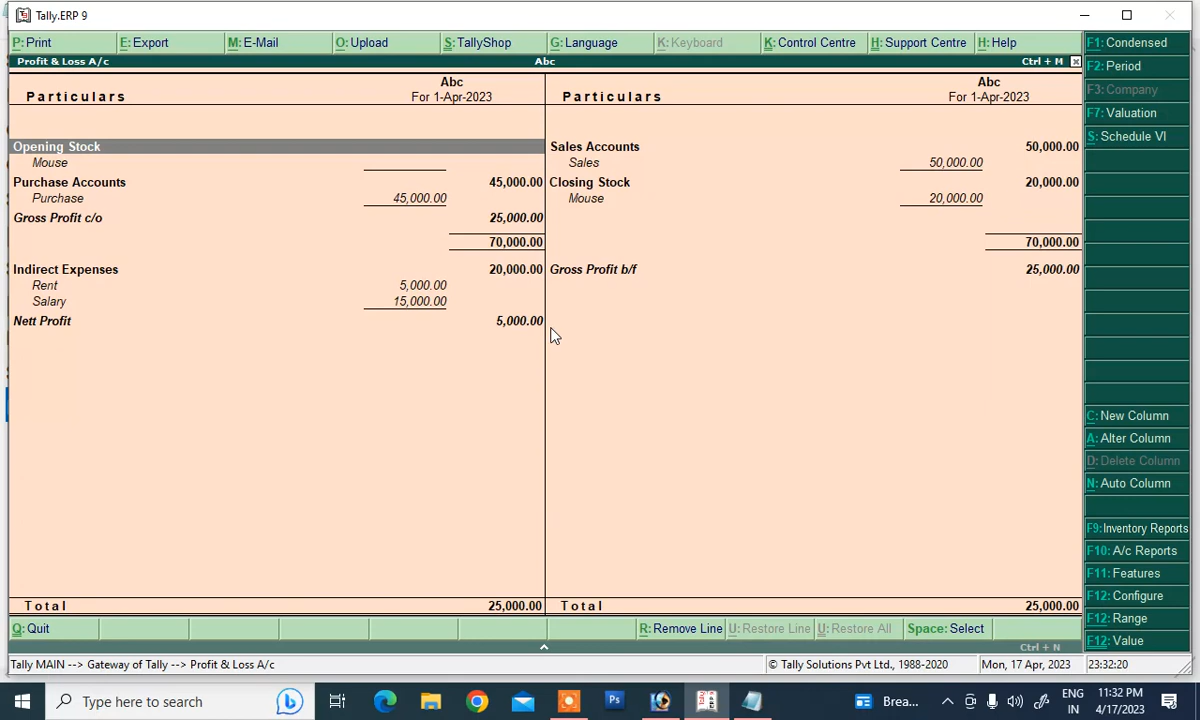 Tally.ERP 9
P: Print E: Export M: E-Mail O: Upload S: TallyShop G: Language K: Keyboard K: Control Centre H: Support Centre H: Help
Profit & Loss A/c Abc Ctrl + M x
Particulars Abc For 1-Apr-2023 Particulars Abc For 1-Apr-2023
Opening Stock Sales Accounts 50,000.00
Mouse Sales 50,000.00
Purchase Accounts 45,000.00 Closing Stock 20,000.00
Purchase 45,000.00 Mouse 20,000.00
Gross Profit c/o 25,000.00
70,000.00 70,000.00
Indirect Expenses 20,000.00 Gross Profit b/f 25,000.00
Rent 5,000.00
Salary 15,000.00
Nett Profit 5,000.00
Total 25,000.00 Total 25,000.00
F1: Condensed
F2: Period
F3: Company
F7: Valuation
S: Schedule VI
C: New Column
A: Alter Column
D: Delete Column
N: Auto Column
F9: Inventory Reports
F10: A/c Reports
F11: Features
F12: Configure
F12: Range
F12: Value
Q: Quit R: Remove Line U: Restore Line U: Restore All Space: Select
Ctrl + N
Tally MAIN --> Gateway of Tally --> Profit & Loss A/c © Tally Solutions Pvt Ltd., 1988-2020 Mon, 17 Apr, 2023 23:32:20
Type here to search
Brea...
ENG
IN
11:32 PM
4/17/2023